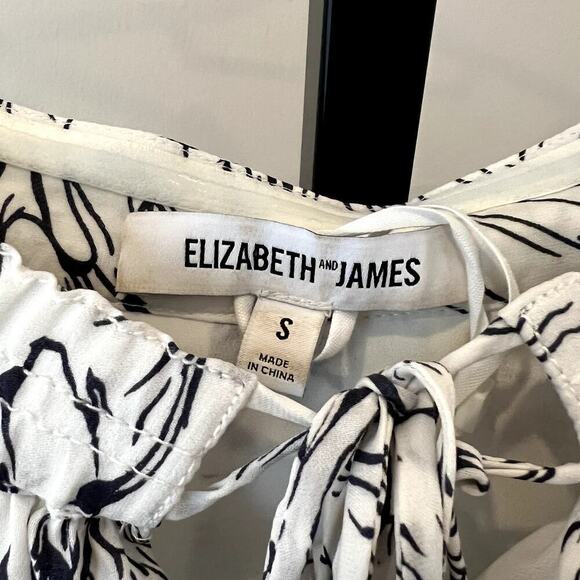 ELIZABETH AND JAMES
S
MADE
IN CHINA